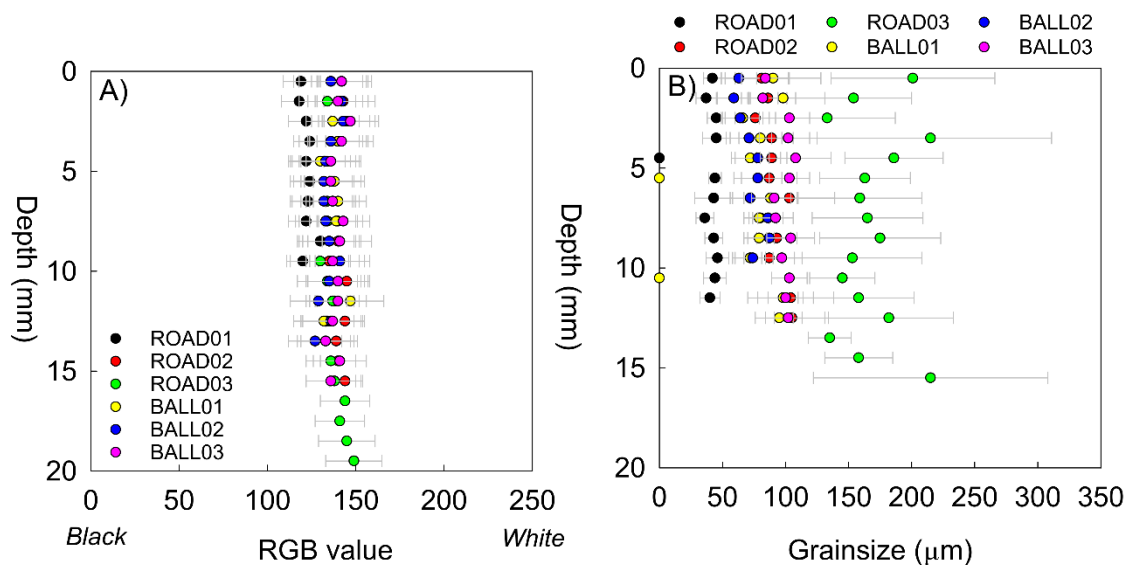 ROAD01 ROAD03 BALL02
ROAD02 BALL01 BALL03
A)
0
5
10
15
20
Depth (mm)
ROAD01
ROAD02
ROAD03
BALL01
BALL02
BALL03
0 50 100 150 200 250
Black White
RGB value
B)
0
5
10
15
20
Depth (mm)
0 50 100 150 200 250 300 350
Grainsize (μm)